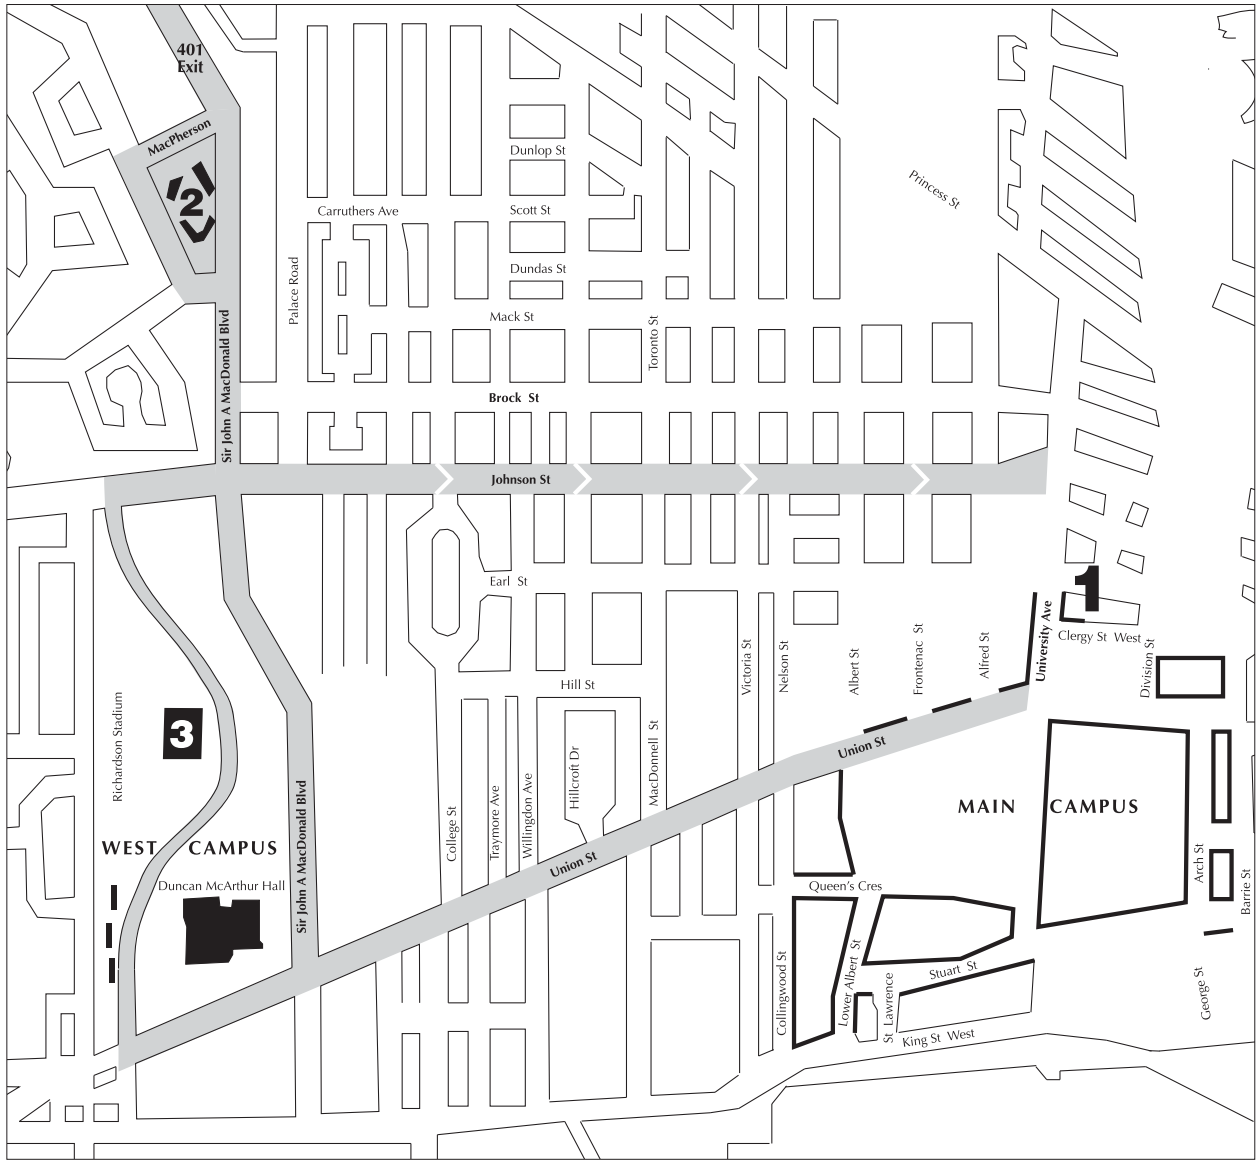 401
Exit
MacPherson
2
Dunlop St
Princess St
Carruthers Ave
Scott St
Palace Road
Dundas St
Sir John A MacDonald Blvd
Mack St
Toronto St
Brock St
Johnson St
Earl St
1
University Ave
Clergy St West
Victoria St
Nelson St
Albert St
Frontenac St
Alfred St
Division St
Hill St
Richardson Stadium
3
Union St
Hillcroft Dr
MacDonnell St
College St
Traymore Ave
Willingdon Ave
Sir John A MacDonald Blvd
MAIN CAMPUS
WEST CAMPUS
Union St
Duncan McArthur Hall
Queen's Cres
Arch St
Barrie St
Collingwood St
Lower Albert St
Stuart St
St Lawrence
George St
King St West